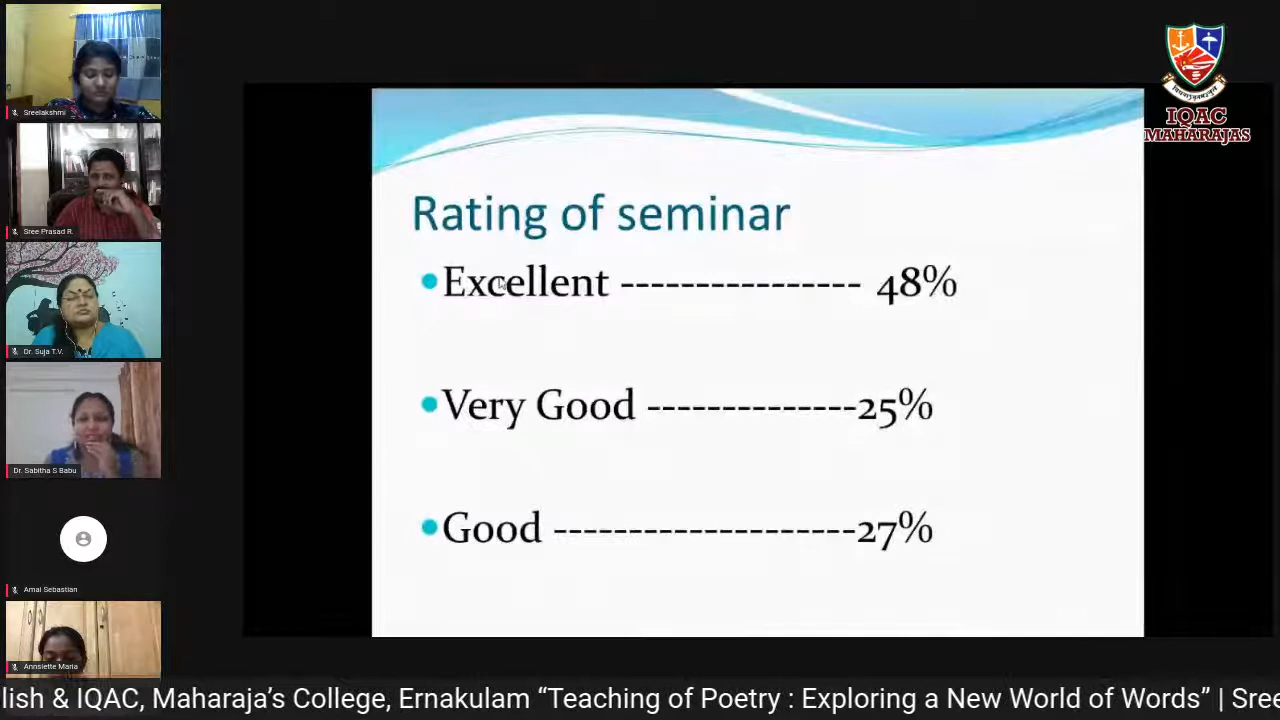 Sreelakshmi
Sree Prasad R.
Dr. Suja T.V.
Dr. Sabitha S Babu
Amal Sebastian
Annsiette Maria
IQAC
MAHARAJAS
Rating of seminar
Excellent ---------------- 48%
Very Good --------------25%
Good --------------------27%
lish & IQAC, Maharaja’s College, Ernakulam “Teaching of Poetry : Exploring a New World of Words” | Sree